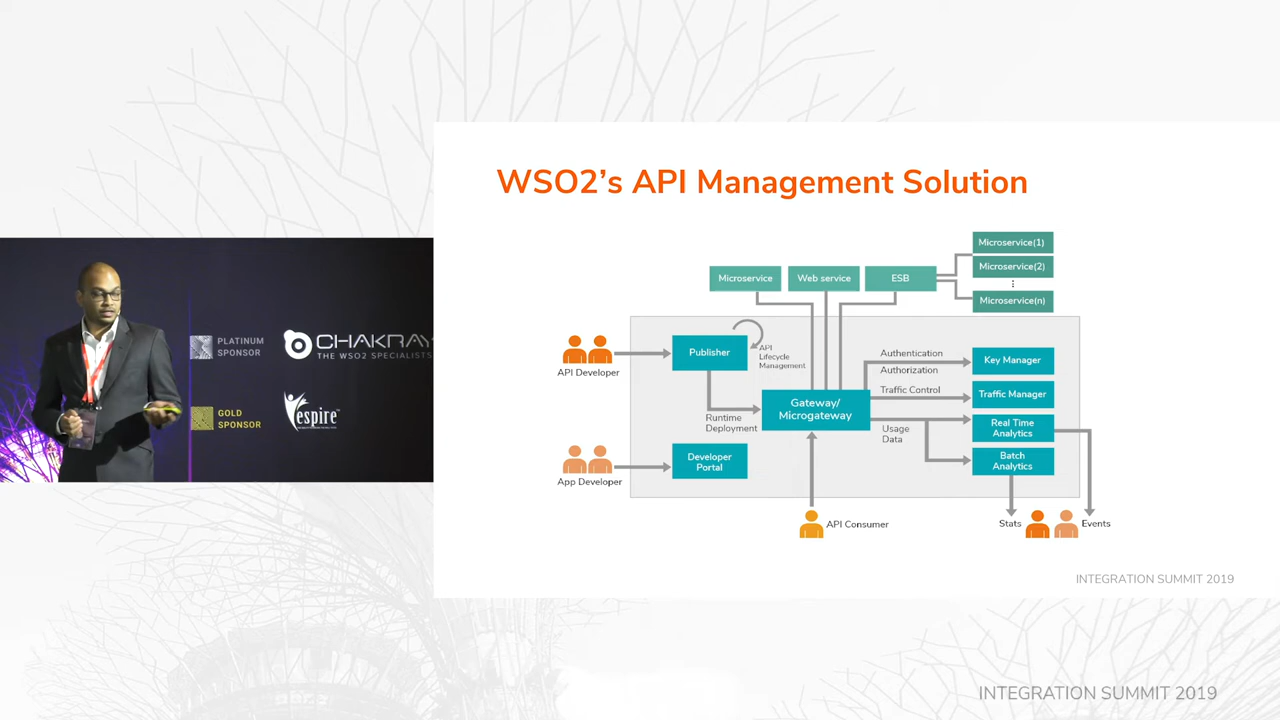 WSO2's API Management Solution
Microservice
Web service
ESB
Microservice(1)
Microservice(2)
Microservice(n)
API Developer
Publisher
API
Lifecycle
Management
Runtime
Deployment
Gateway/
Microgateway
Authentication
Authorization
Traffic Control
Usage
Data
Key Manager
Traffic Manager
Real Time
Analytics
Batch
Analytics
App Developer
Developer
Portal
API Consumer
Stats
Events
INTEGRATION SUMMIT 2019
PLATINUM
SPONSOR
CHAKRAY
THE WSO2 SPECIALISTS
GOLD
SPONSOR
espire
INTEGRATION SUMMIT 2019